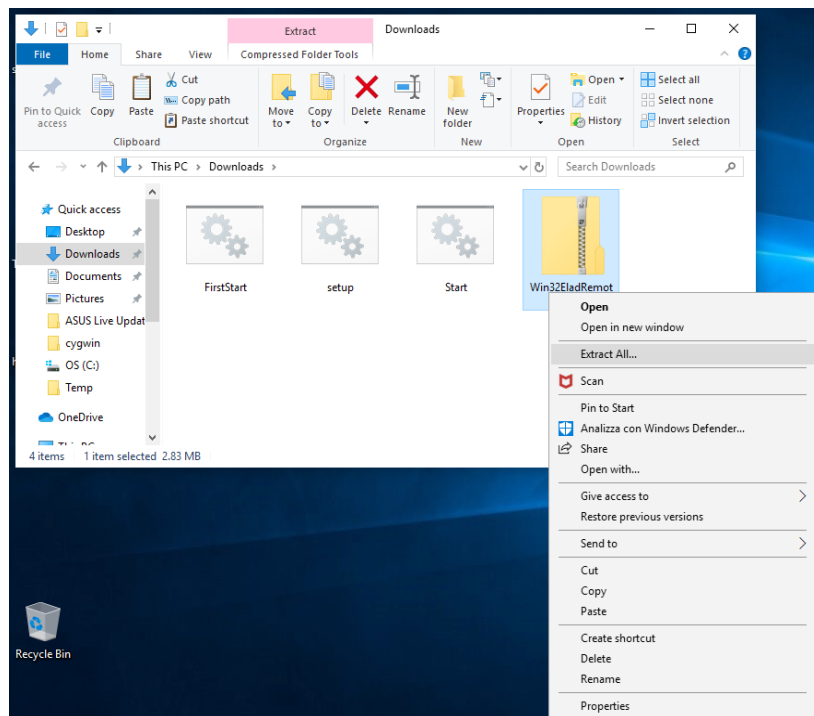 Extract Downloads
File Home Share View Compressed Folder Tools
Pin to Quick access
Copy
Paste
Cut
Copy path
Paste shortcut
Clipboard
Move to
Copy to
Delete
Rename
Organize
New folder
New
Properties
Open
Edit
History
Open
Select all
Select none
Invert selection
Select
This PC > Downloads >
Search Downloads
Quick access
Desktop
Downloads
Documents
Pictures
ASUS Live Updat
cygwin
OS (C:)
Temp
OneDrive
FirstStart
setup
Start
Win32EladRemot
4 items 1 item selected 2.83 MB
Open
Open in new window
Extract All...
Scan
Pin to Start
Analizza con Windows Defender...
Share
Open with...
Give access to
Restore previous versions
Send to
Cut
Copy
Paste
Create shortcut
Delete
Rename
Properties
Recycle Bin